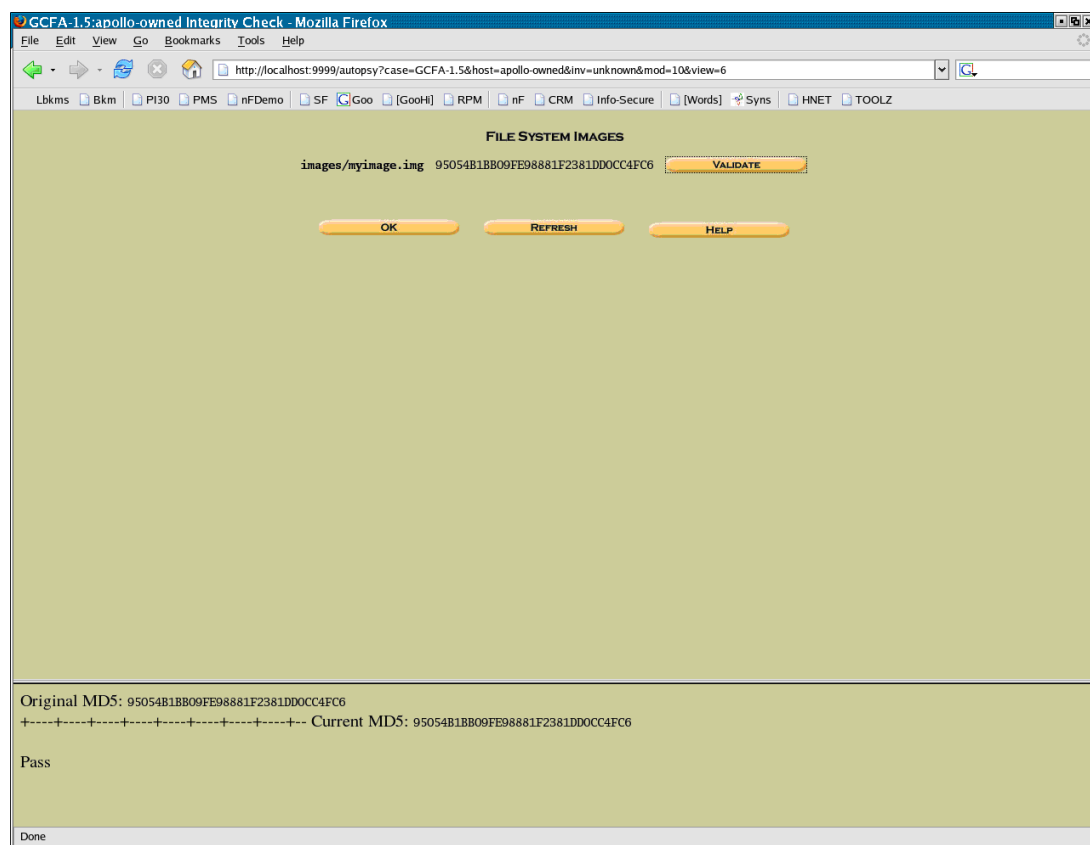 GCFA-1.5:apollo-owned Integrity Check - Mozilla Firefox
File Edit View Go Bookmarks Tools Help
http://localhost:9999/autopsy?case=GCFA-1.5&host=apollo-owned&inv=unknown&mod=10&view=6 G
Lbkms Bkm PI30 PMS nFDemo SF G Goo [GooHi] RPM nF CRM Info-Secure [Words] Syns HNET TOOLZ
FILE SYSTEM IMAGES
images/myimage.img 95054B1BB09FE98881F2381DD0CC4FC6 VALIDATE
OK REFRESH HELP
Original MD5: 95054B1BB09FE98881F2381DD0CC4FC6
+----+----+----+----+----+----+----+----+-- Current MD5: 95054B1BB09FE98881F2381DD0CC4FC6
Pass
Done